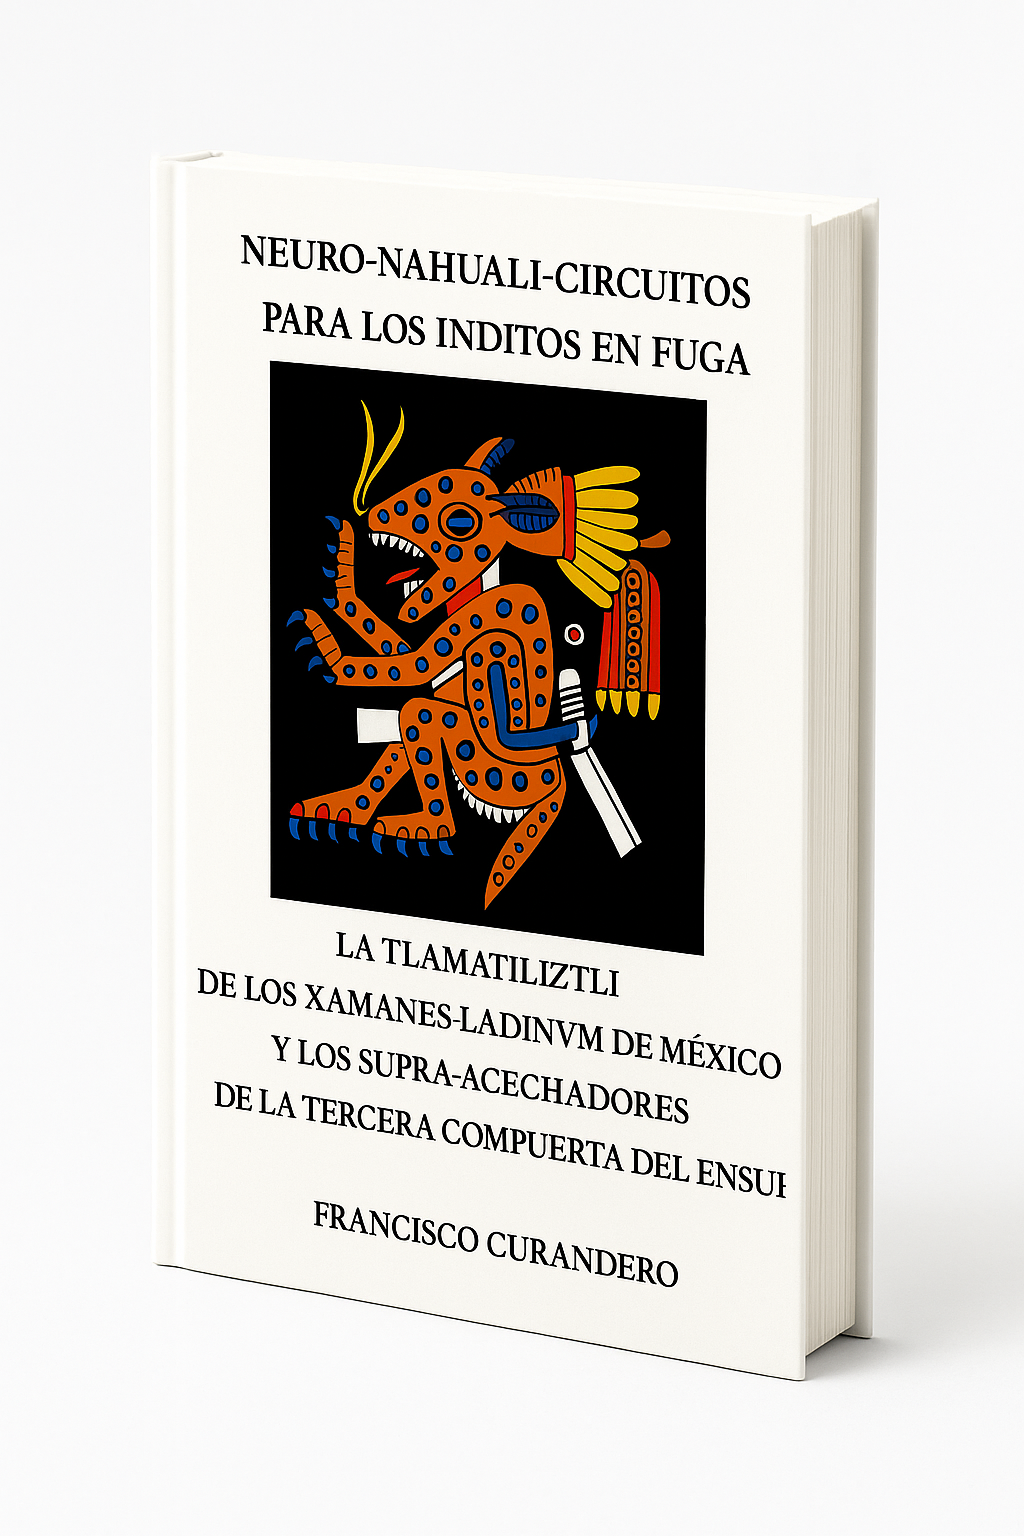 NEURO-NAHUALI-CIRCUITOS
PARA LOS INDITOS EN FUGA
LA TLAMATILIZTLI
DE LOS XAMANES-LADINVM DE MÉXICO
Y LOS SUPRA-ACECHADORES
DE LA TERCERA COMPUERTA DEL
FRANCISCO CURANDERO